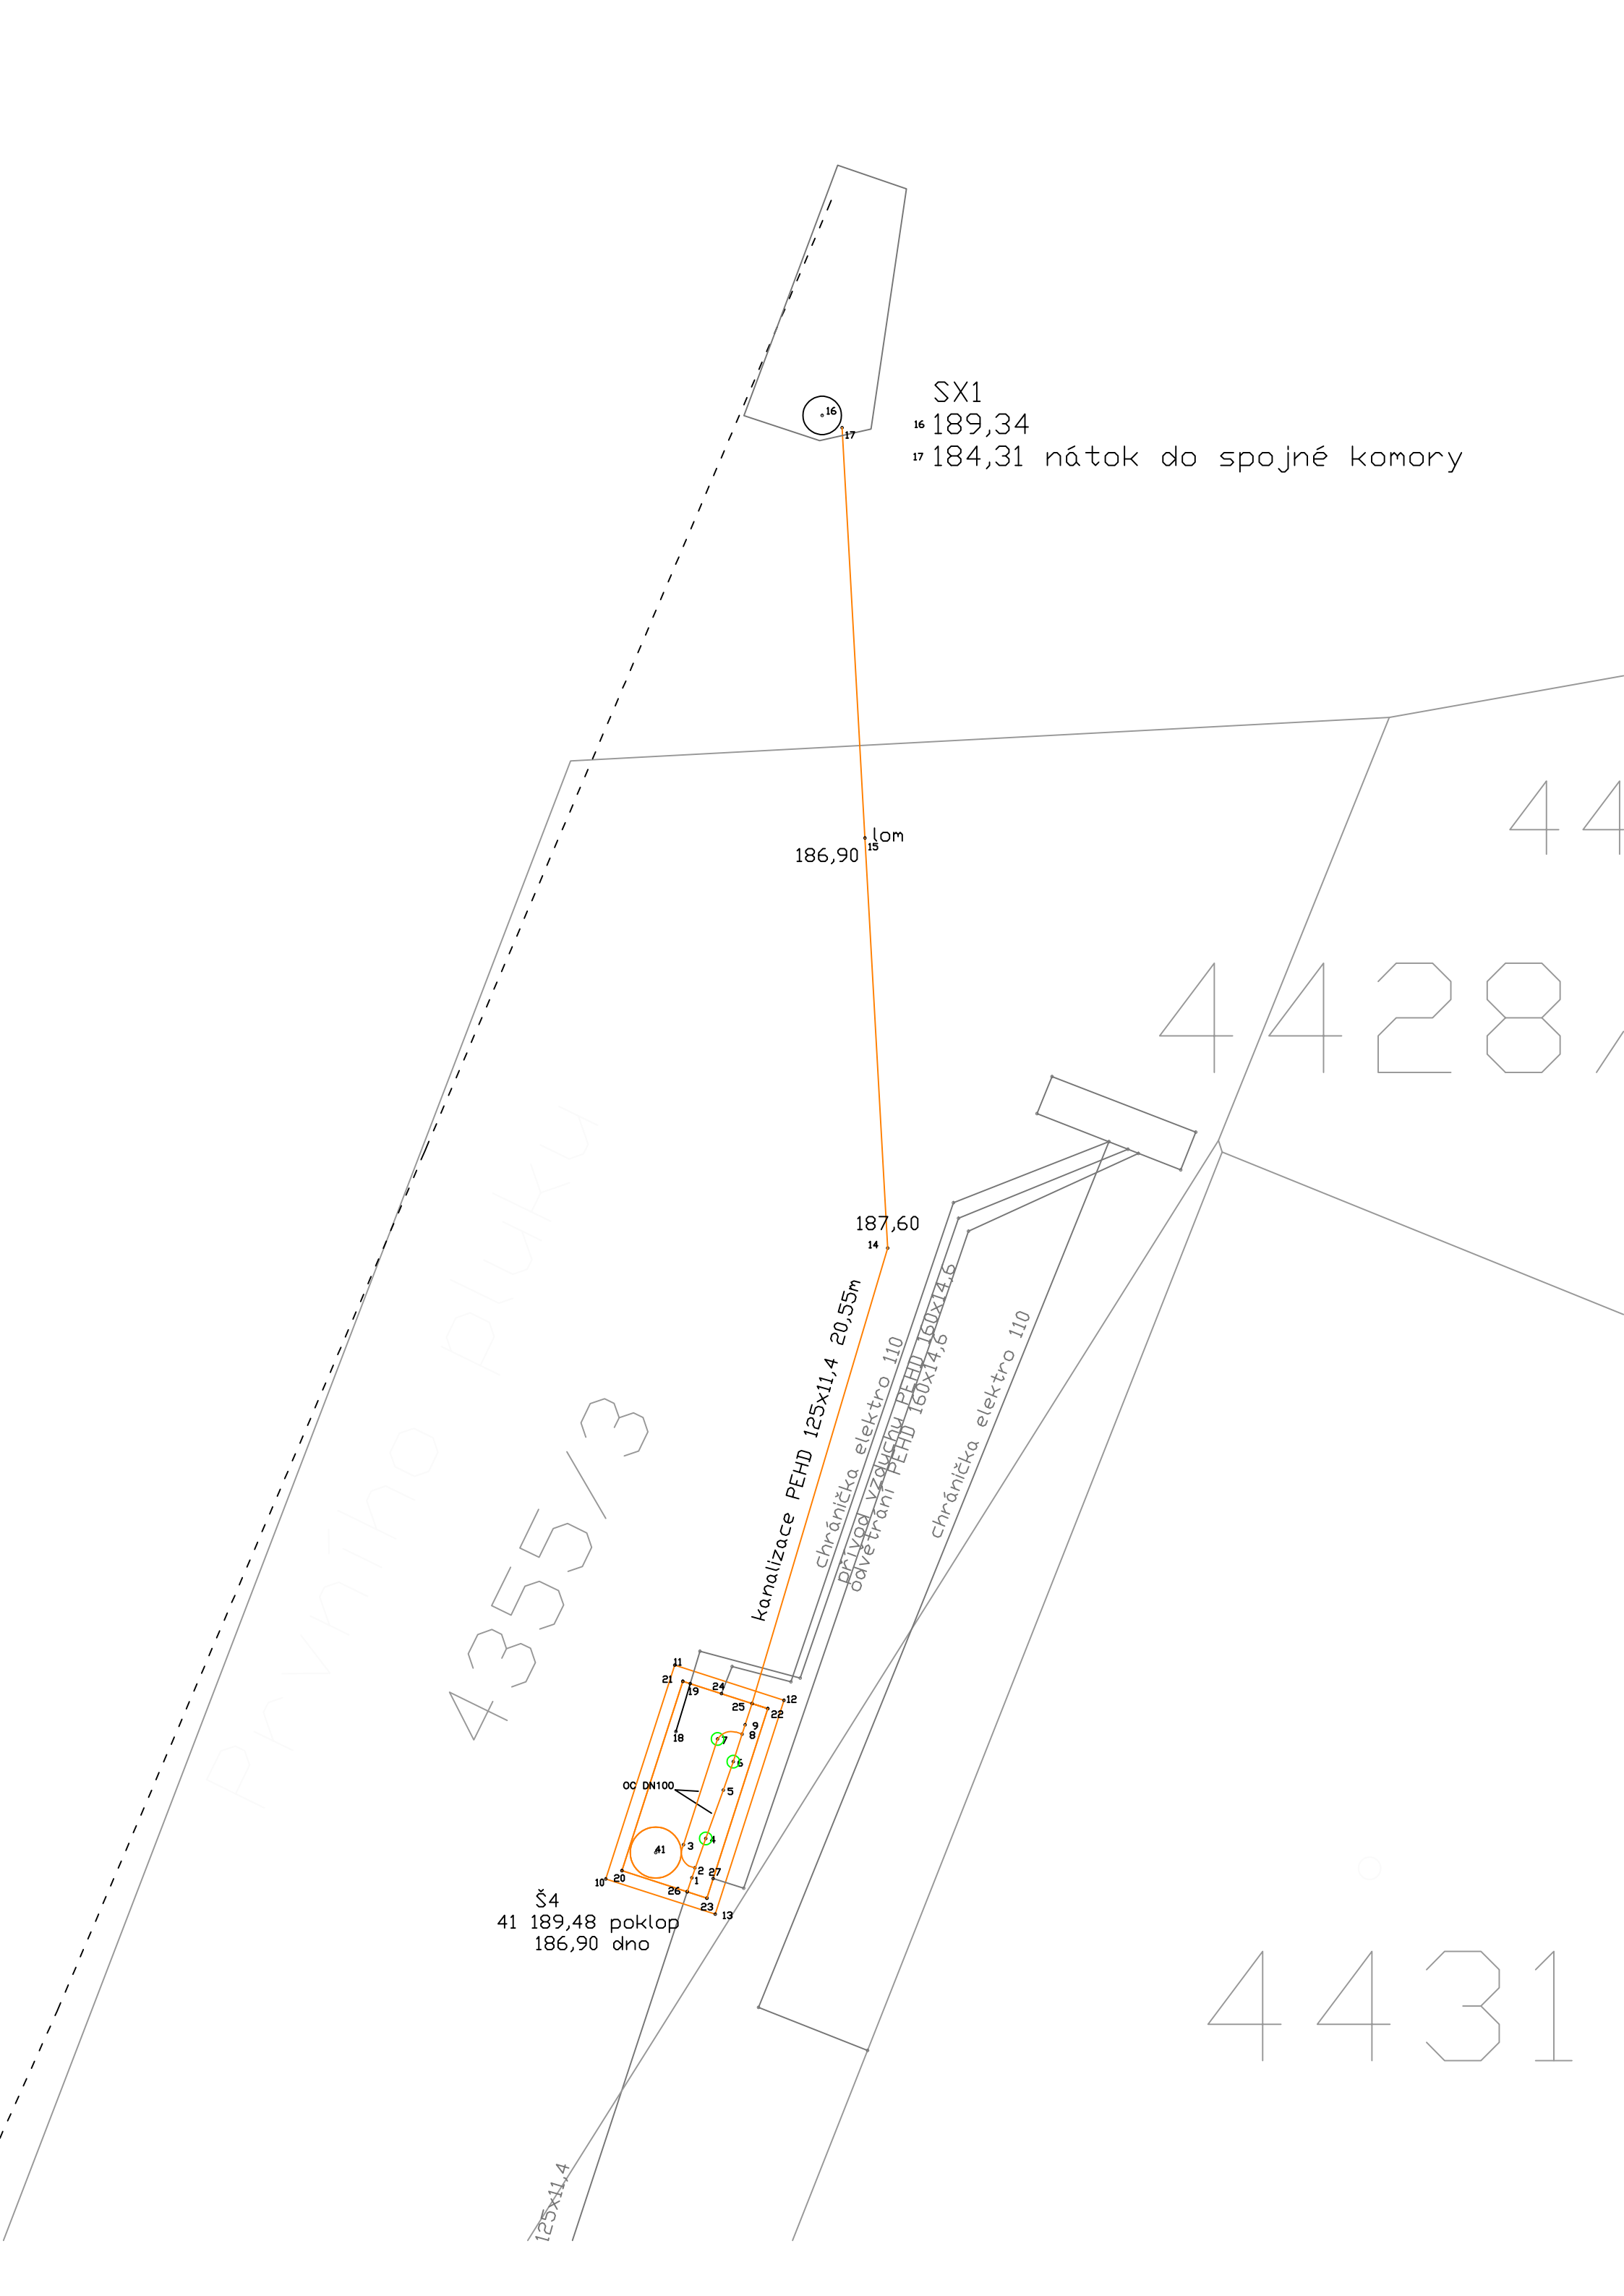 16
17
SX1
16 189,34
17 184,31 nátok do spojné komory
lom
15
186,90
44
4428/
187,60
14
kanalizace PEHD 125x11,4 20,55m
chránička elektro 110
přívod vzduchu PEHD 160x14,6
odvětrání PEHD 160x14,6
chránička elektro 110
4355/3
11
21
19
24
12
25
22
9
8
18
7
6
OC DN100
5
4
3
41
2
27
1
10
20
26
23
13
Š4
41 189,48 poklop
186,90 dno
4431
125x11,4